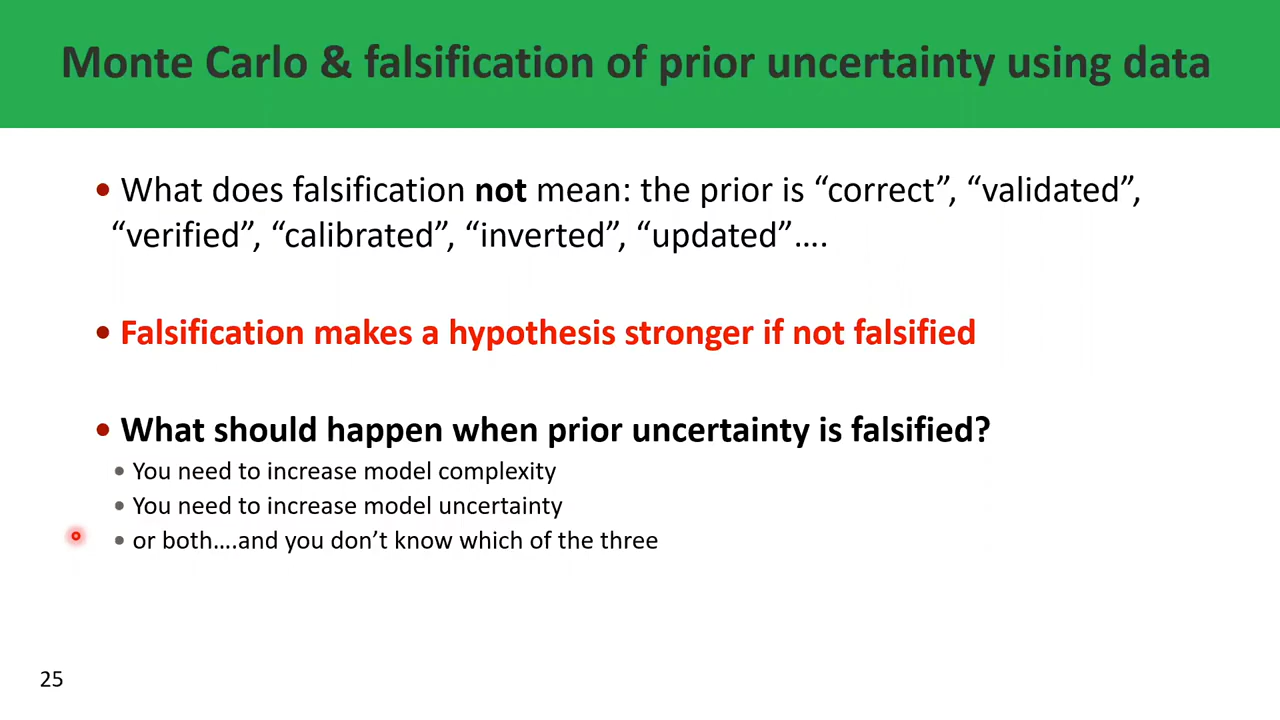 Monte Carlo & falsification of prior uncertainty using data
• What does falsification not mean: the prior is “correct”, “validated”,
“verified”, “calibrated”, “inverted”, “updated”….
• Falsification makes a hypothesis stronger if not falsified
• What should happen when prior uncertainty is falsified?
• You need to increase model complexity
• You need to increase model uncertainty
• or both….and you don’t know which of the three
25